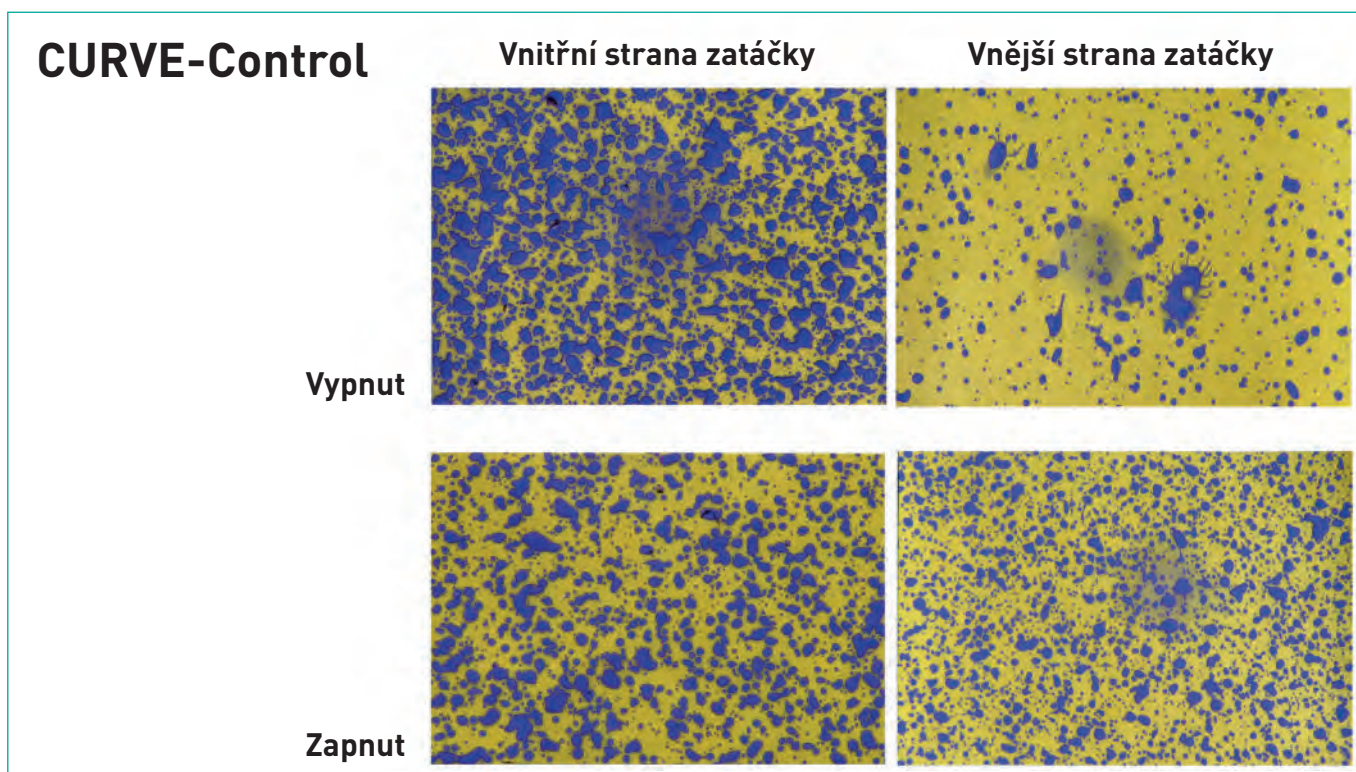 CURVE-Control
Vnitřní strana zatáčky
Vnější strana zatáčky
Vypnut
Zapnut